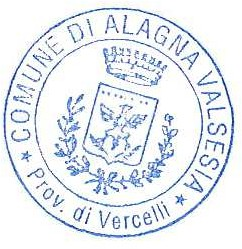 COMUNE DI ALAGNA VALSESIA
Prov. di Vercelli